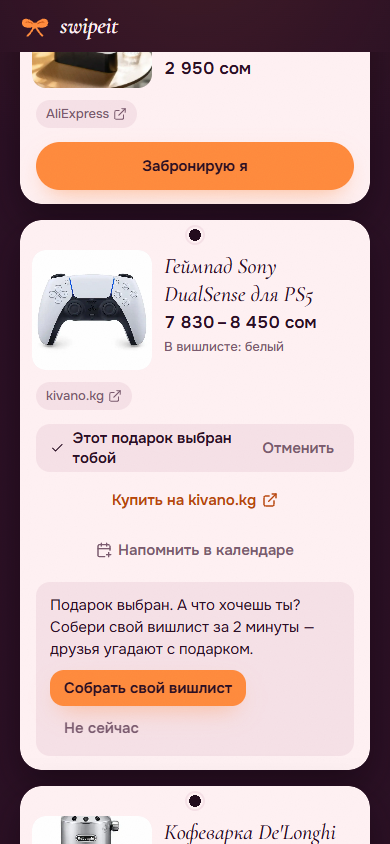 swipeit
2 950 сом
AliExpress
Забронирую я
Геймпад Sony
DualSense для PS5
7 830 – 8 450 сом
В вишлисте: белый
kivano.kg
Этот подарок выбран
тобой
Отменить
Купить на kivano.kg
Напомнить в календаре
Подарок выбран. А что хочешь ты?
Собери свой вишлист за 2 минуты —
друзья угадают с подарком.
Собрать свой вишлист
Не сейчас
Кофеварка De'Longhi